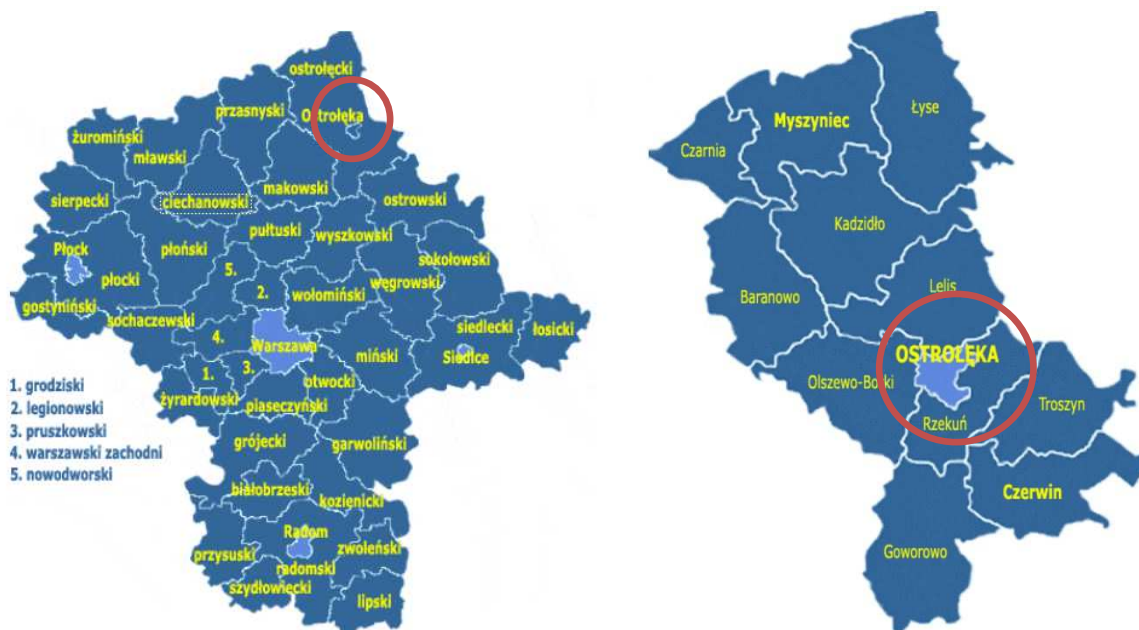 ostrołęcki
Ostrołęka
przasnyski
żuromiński
mławski
makowski
ciechanowski
sierpecki
ostrowski
pułtuski
wyszkowski
Płock
płoński
sokołowski
5.
płocki
węgrowski
2.
wołomiński
gostyniński
sochaczewski
siedlecki
łosicki
4.
Warszawa
miński
Siedlce
1.
3.
otwocki
żyrardowski
piaseczyński
grójecki
garwoliński
1. grodziski
2. legionowski
3. pruszkowski
4. warszawski zachodni
5. nowodworski
białobrzeski
kozienicki
Radom
przysuski
zwoleński
radomski
szydłowiecki
lipski
Łyse
Myszyniec
Czarnia
Kadzidło
Lelis
Baranowo
OSTROŁĘKA
Olszewo-Borki
Troszyn
Rzekuń
Czerwin
Goworowo